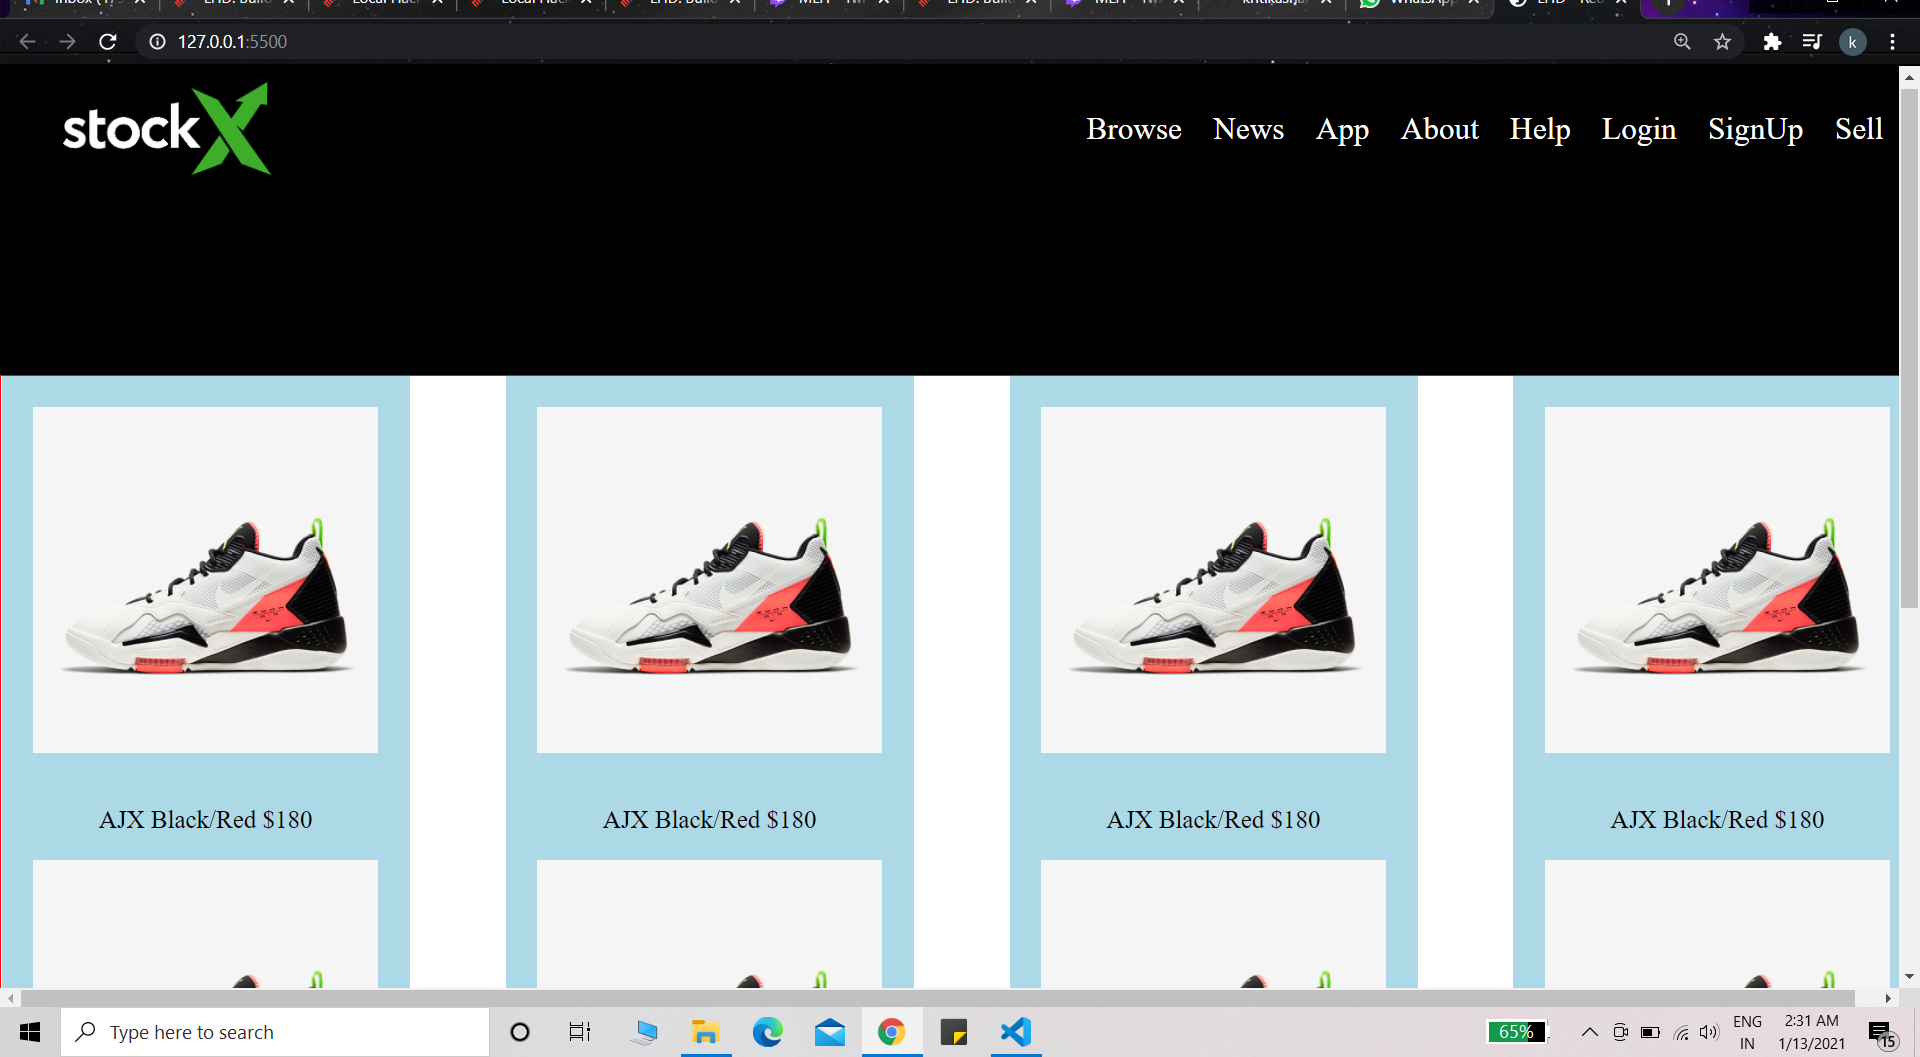 127.0.0.1:5500
k
stockX
Browse News App About Help Login SignUp Sell
AJX Black/Red $180 AJX Black/Red $180 AJX Black/Red $180 AJX Black/Red $180
Type here to search
65%
ENG
IN
2:31 AM
1/13/2021
15